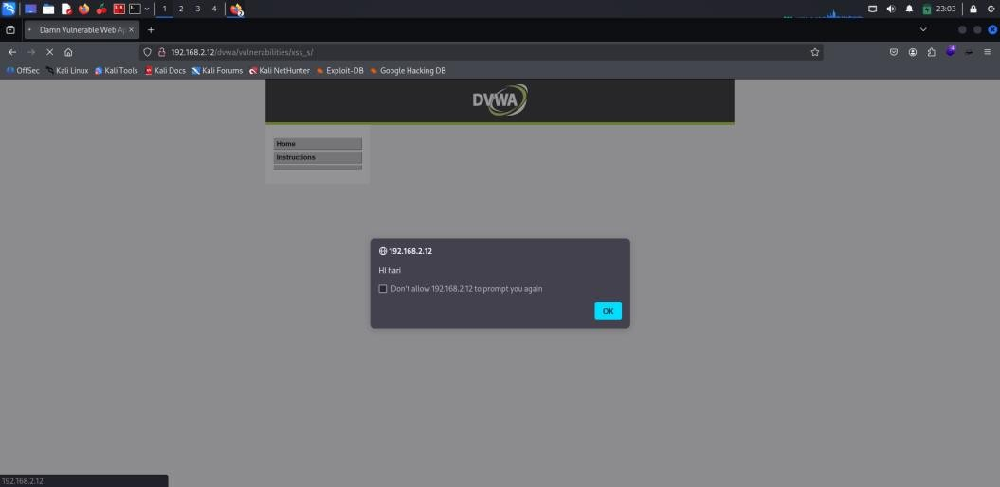 1 2 3 4 2 23:03
Damn Vulnerable Web Ap
192.168.2.12/dvwa/vulnerabilities/xss_s/
OffSec Kali Linux Kali Tools Kali Docs Kali Forums Kali NetHunter Exploit-DB Google Hacking DB
DVWA
Home
Instructions
192.168.2.12
HI hari
Don't allow 192.168.2.12 to prompt you again
OK
192.168.2.12